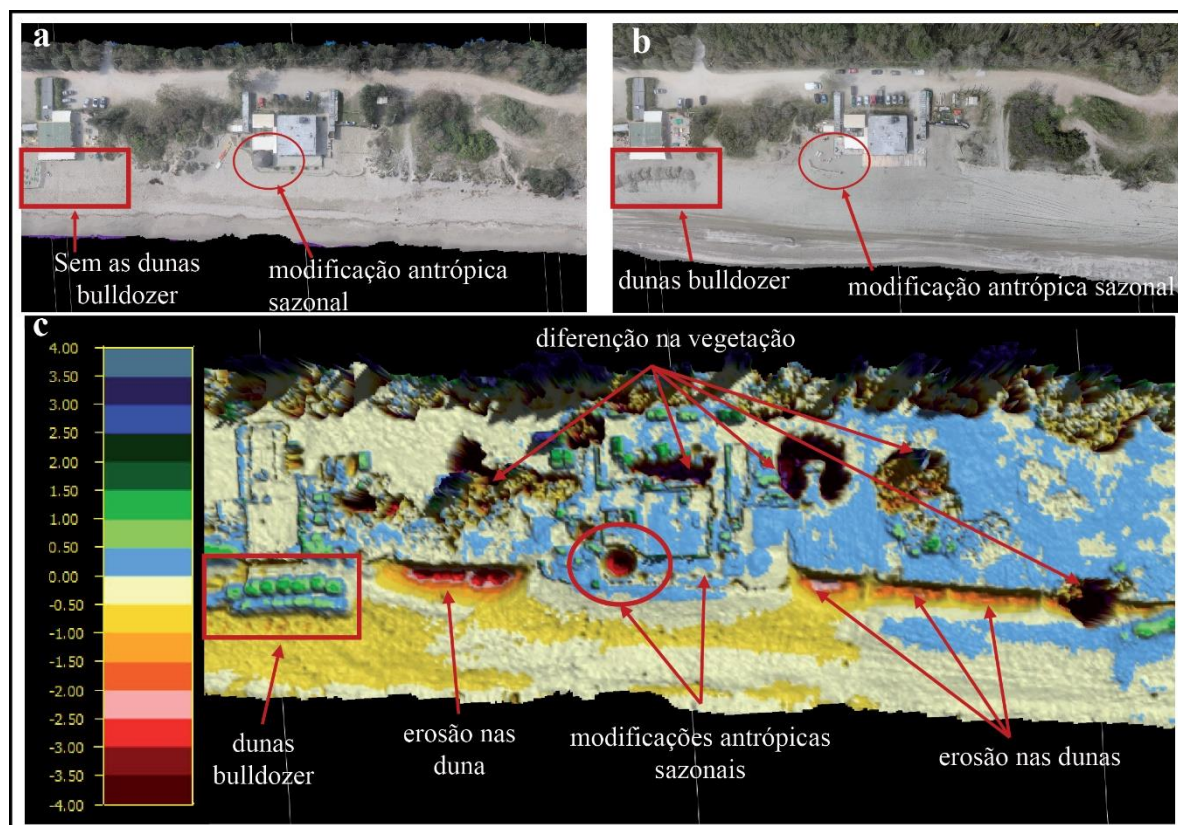 a
Sem as dunas
bulldozer
modificação antrópica
sazonal
b
dunas bulldozer
modificação antrópica sazonal
c
4.00
3.50
3.00
2.50
2.00
1.50
1.00
0.50
0.00
-0.50
-1.00
-1.50
-2.00
-2.50
-3.00
-3.50
-4.00
diferenção na vegetação
dunas
bulldozer
erosão nas
duna
modificações antrópicas
sazonais
erosão nas dunas